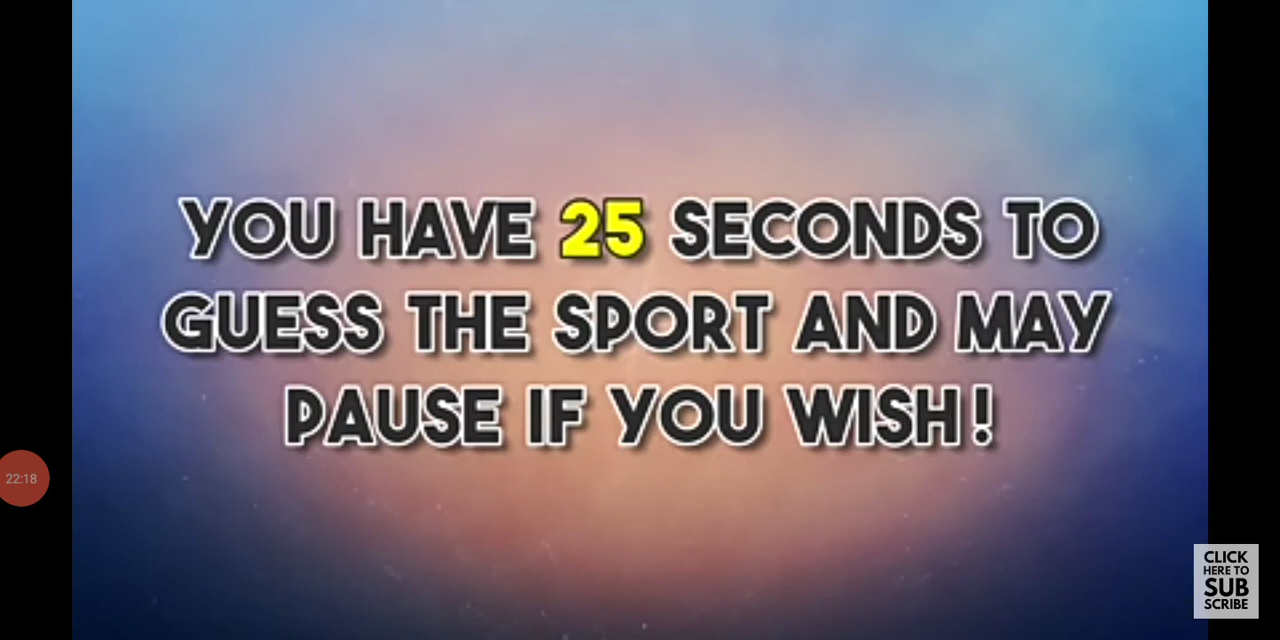 YOU HAVE 25 SECONDS TO
GUESS THE SPORT AND MAY
PAUSE IF YOU WISH!
22:18
CLICK
HERE TO
SUB
SCRIBE